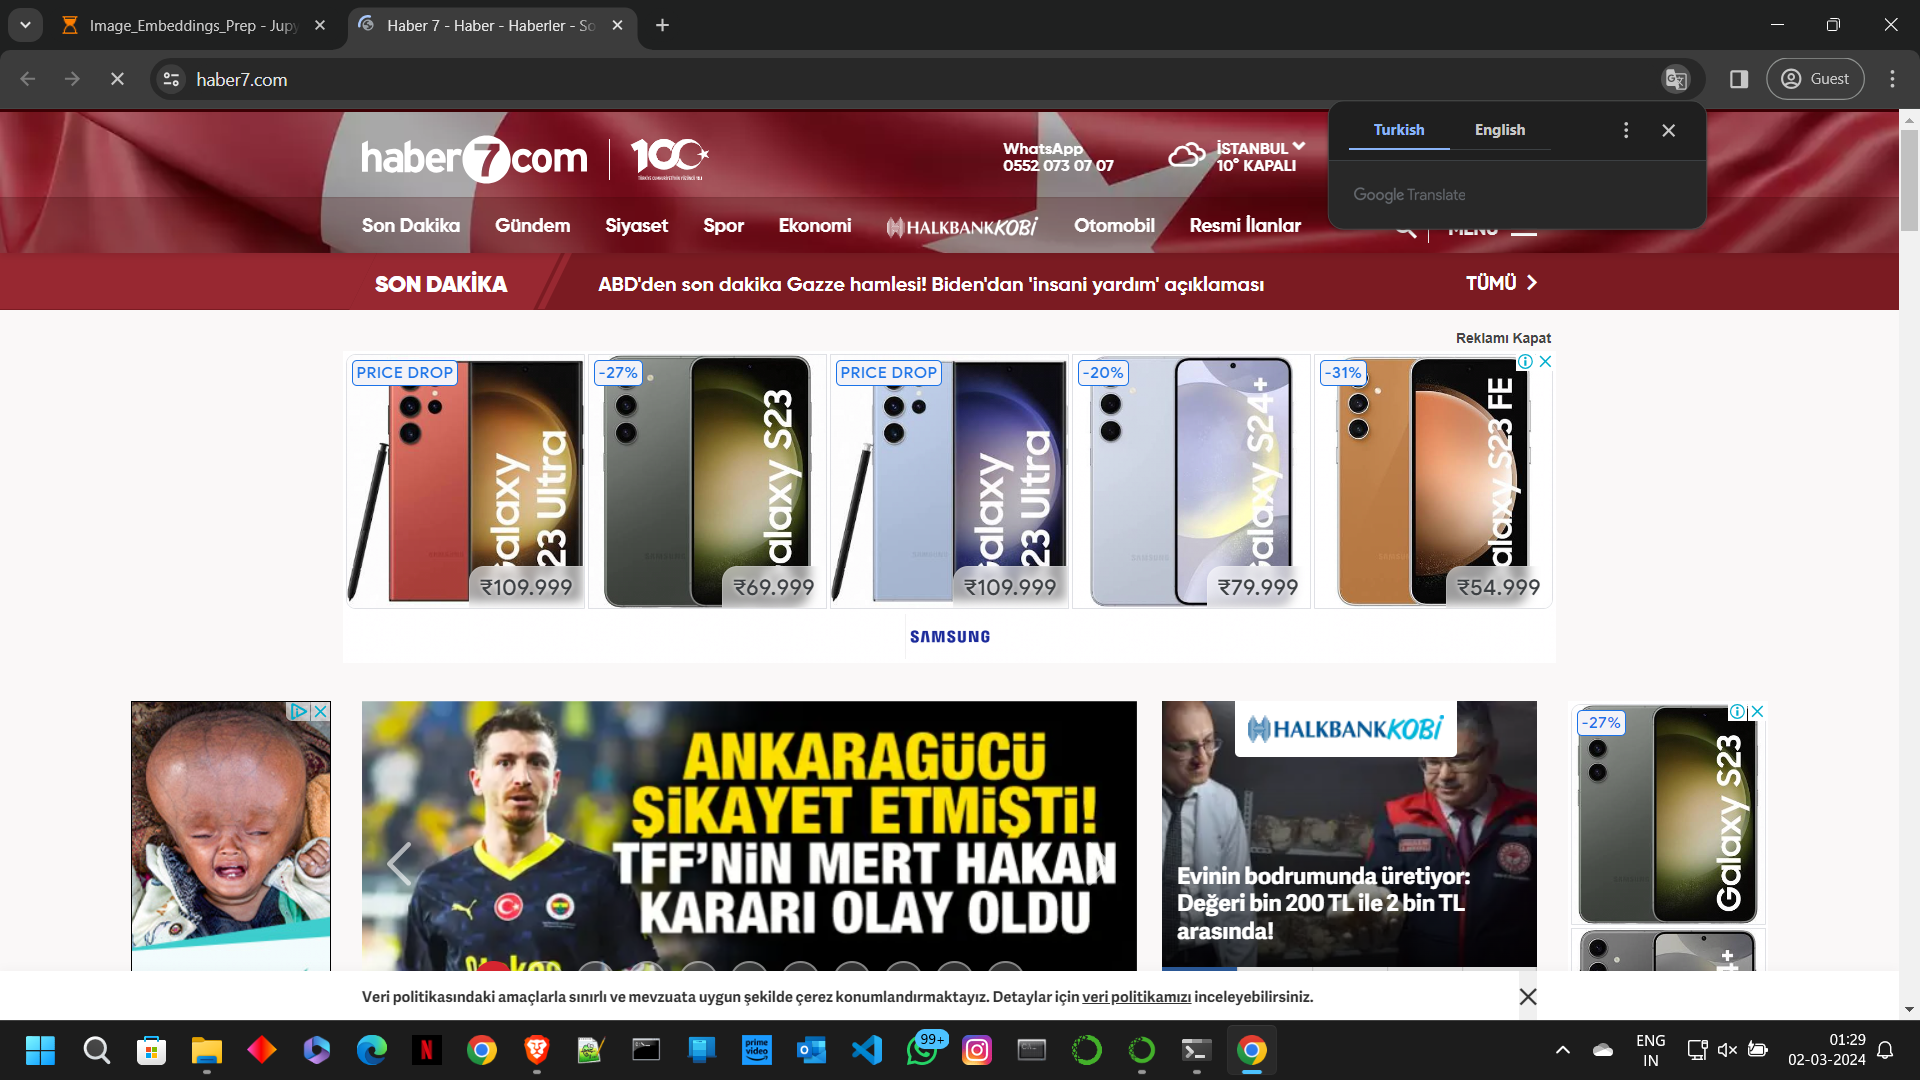 Image_Embeddings_Prep - Jupy
Haber 7 - Haber - Haberler - So
haber7.com
Guest
Turkish
English
Google Translate
haber7com
100
WhatsApp
0552 073 07 07
İSTANBUL
10° KAPALI
Son Dakika
Gündem
Siyaset
Spor
Ekonomi
HALKBANKKOBİ
Otomobil
Resmi İlanlar
MENÜ
SON DAKİKA
ABD'den son dakika Gazze hamlesi! Biden'dan 'insani yardım' açıklaması
TÜMÜ
Reklamı Kapat
PRICE DROP
Galaxy
S23 Ultra
₹109.999
-27%
Galaxy S23
₹69.999
PRICE DROP
Galaxy
S23 Ultra
₹109.999
-20%
Galaxy S24+
₹79.999
-31%
Galaxy S23 FE
₹54.999
SAMSUNG
ANKARAGÜCÜ
ŞİKAYET ETMİŞTİ!
TFF'NİN MERT HAKAN
KARARI OLAY OLDU
HALKBANKKOBİ
Evinin bodrumunda üretiyor:
Değeri bin 200 TL ile 2 bin TL
arasında!
-27%
Galaxy S23
Veri politikasındaki amaçlarla sınırlı ve mevzuata uygun şekilde çerez konumlandırmaktayız. Detaylar için veri politikamızı inceleyebilirsiniz.
99+
prime
video
ENG
IN
01:29
02-03-2024